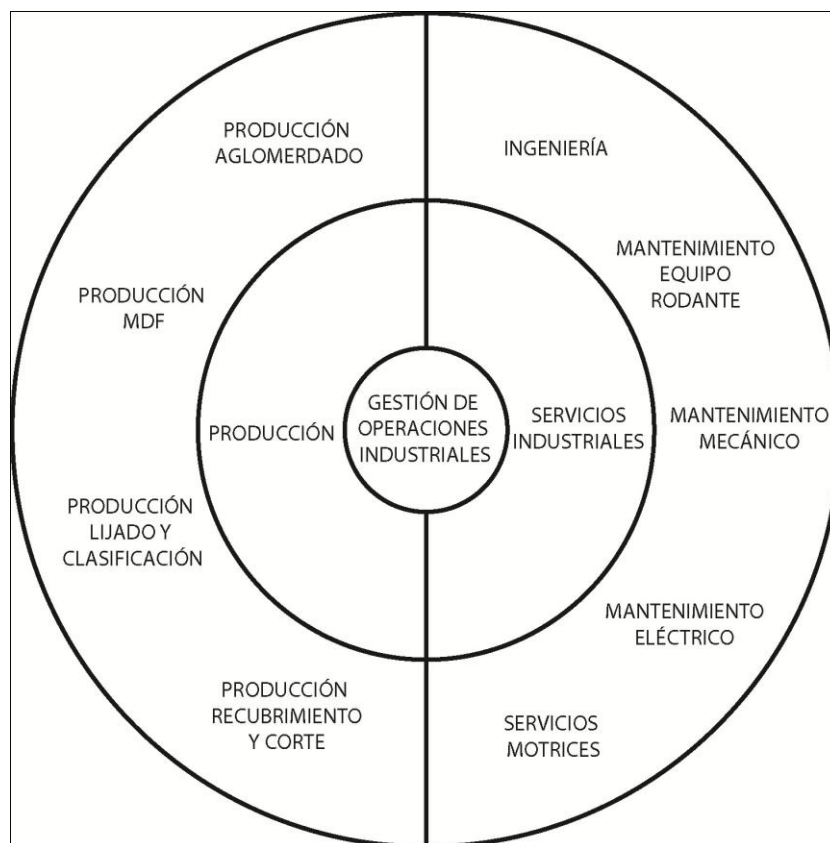 PRODUCCIÓN
AGLOMERDADO
INGENIERÍA
MANTENIMIENTO
EQUIPO
RODANTE
PRODUCCIÓN
MDF
GESTIÓN DE
OPERACIONES
INDUSTRIALES
PRODUCCIÓN
SERVICIOS
INDUSTRIALES
MANTENIMIENTO
MECÁNICO
PRODUCCIÓN
LIJADO Y
CLASIFICACIÓN
MANTENIMIENTO
ELÉCTRICO
PRODUCCIÓN
RECUBRIMIENTO
Y CORTE
SERVICIOS
MOTRICES